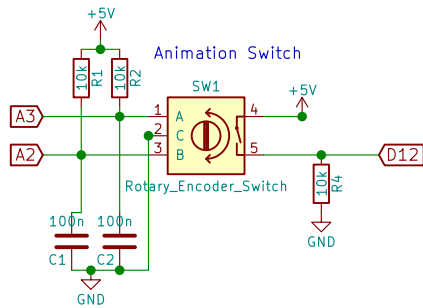 +5V
Animation Switch
10k
R1
10k
R2
SW1
+5V
A3
1
A
4
2
C
A2
3
B
5
D12
Rotary_Encoder_Switch
10k
R4
100n
100n
C1
C2
GND
GND